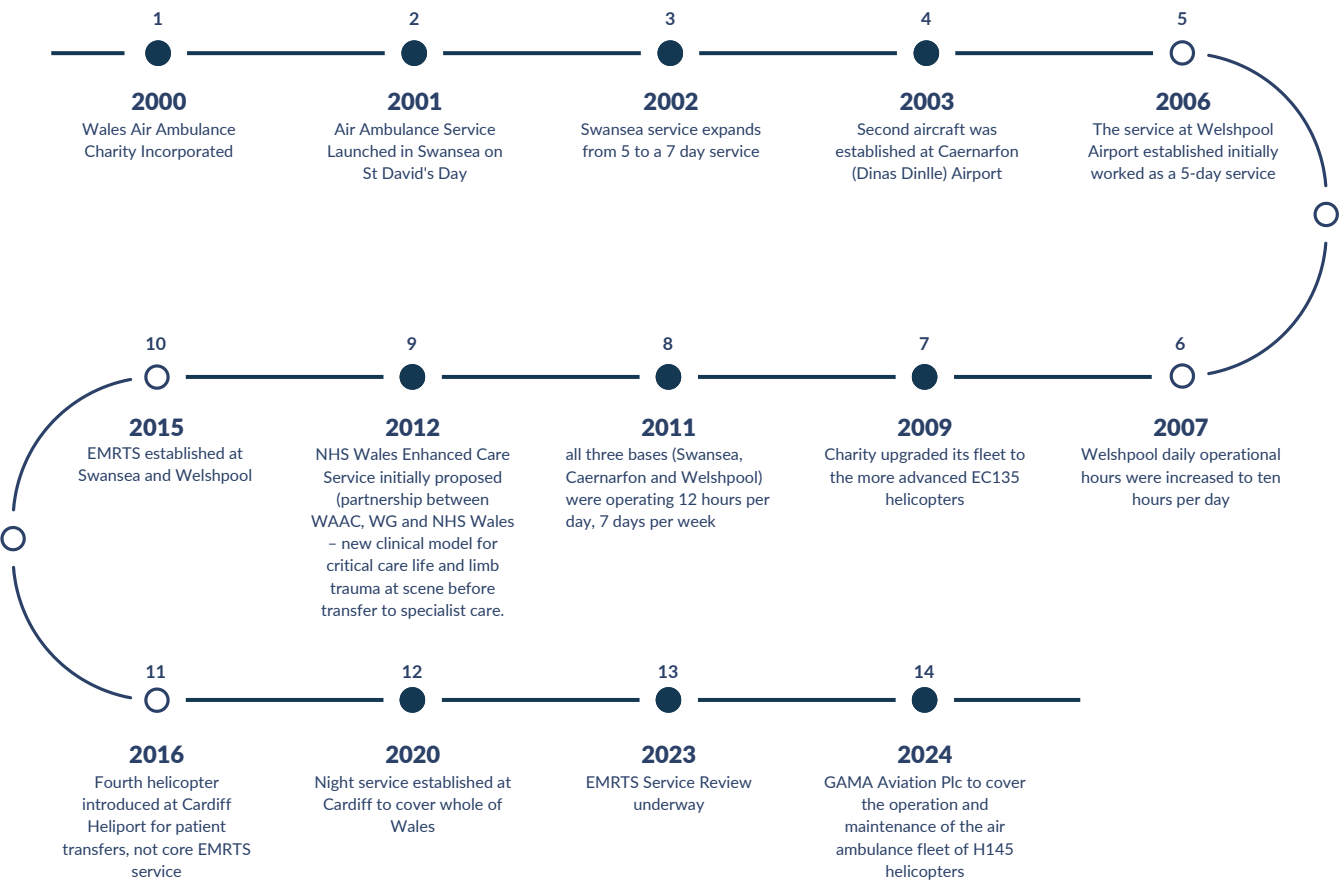 1
2000
Wales Air Ambulance
Charity Incorporated
2
2001
Air Ambulance Service
Launched in Swansea on
St David's Day
3
2002
Swansea service expands
from 5 to a 7 day service
4
2003
Second aircraft was
established at Caernarfon
(Dinas Dinlle) Airport
5
2006
The service at Welshpool
Airport established initially
worked as a 5-day service
6
2007
Welshpool daily operational
hours were increased to ten
hours per day
7
2009
Charity upgraded its fleet to
the more advanced EC135
helicopters
8
2011
all three bases (Swansea,
Caernarfon and Welshpool)
were operating 12 hours per
day, 7 days per week
9
2012
NHS Wales Enhanced Care
Service initially proposed
(partnership between
WAAC, WG and NHS Wales
– new clinical model for
critical care life and limb
trauma at scene before
transfer to specialist care.
10
2015
EMRTS established at
Swansea and Welshpool
11
2016
Fourth helicopter
introduced at Cardiff
Heliport for patient
transfers, not core EMRTS
service
12
2020
Night service established at
Cardiff to cover whole of
Wales
13
2023
EMRTS Service Review
underway
14
2024
GAMA Aviation Plc to cover
the operation and
maintenance of the air
ambulance fleet of H145
helicopters